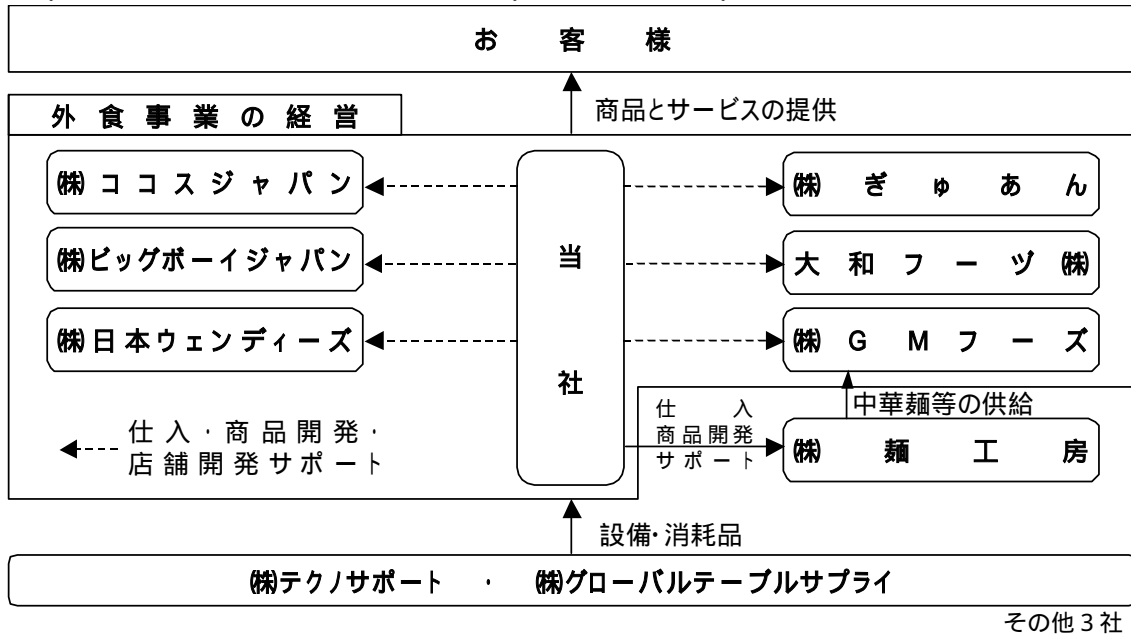 お客様
商品とサービスの提供
外食事業の経営
㈱ココスジャパン
㈱ビッグボーイジャパン
㈱日本ウェンディーズ
当社
㈱ぎゅあん
大和フーヅ㈱
㈱GMフーズ
仕入・商品開発・
店舗開発サポート
仕入
商品開発
サポート
中華麺等の供給
㈱麺工房
設備・消耗品
㈱テクノサポート ・ ㈱グローバルテーブルサプライ
その他3社